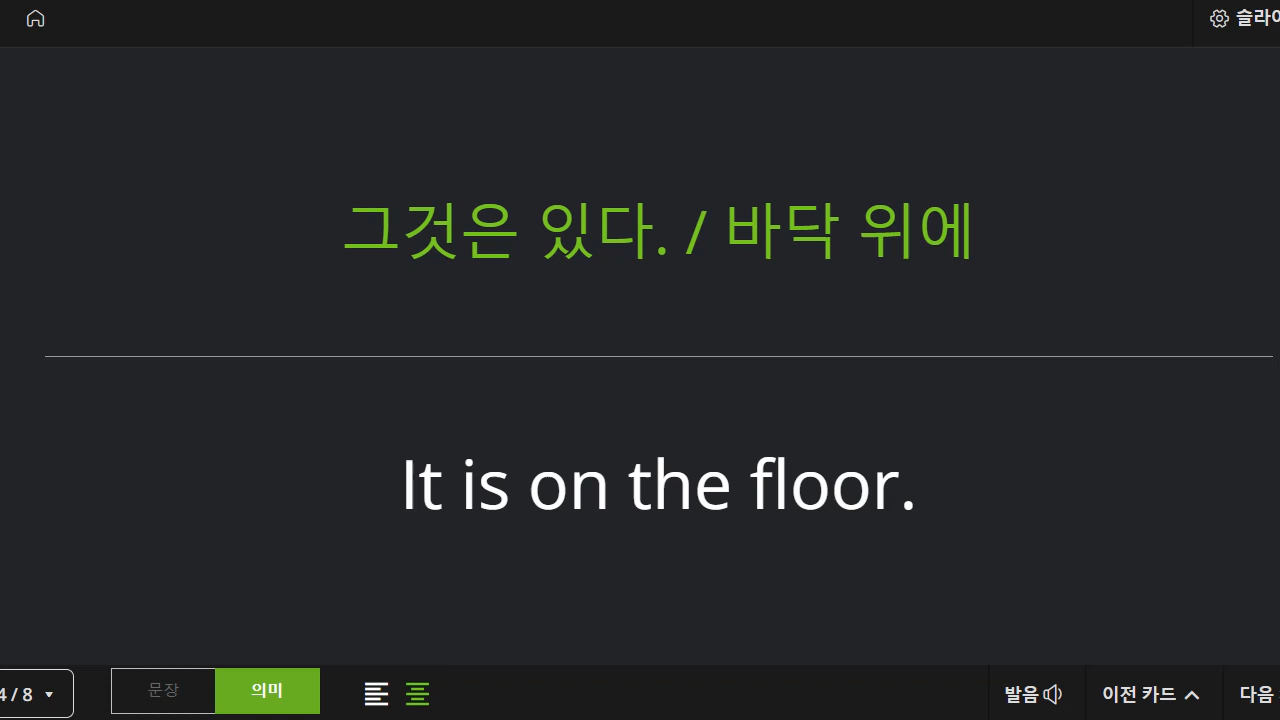 슬라이
그것은 있다. / 바닥 위에
It is on the floor.
4 / 8
문장
의미
발음
이전 카드
다음